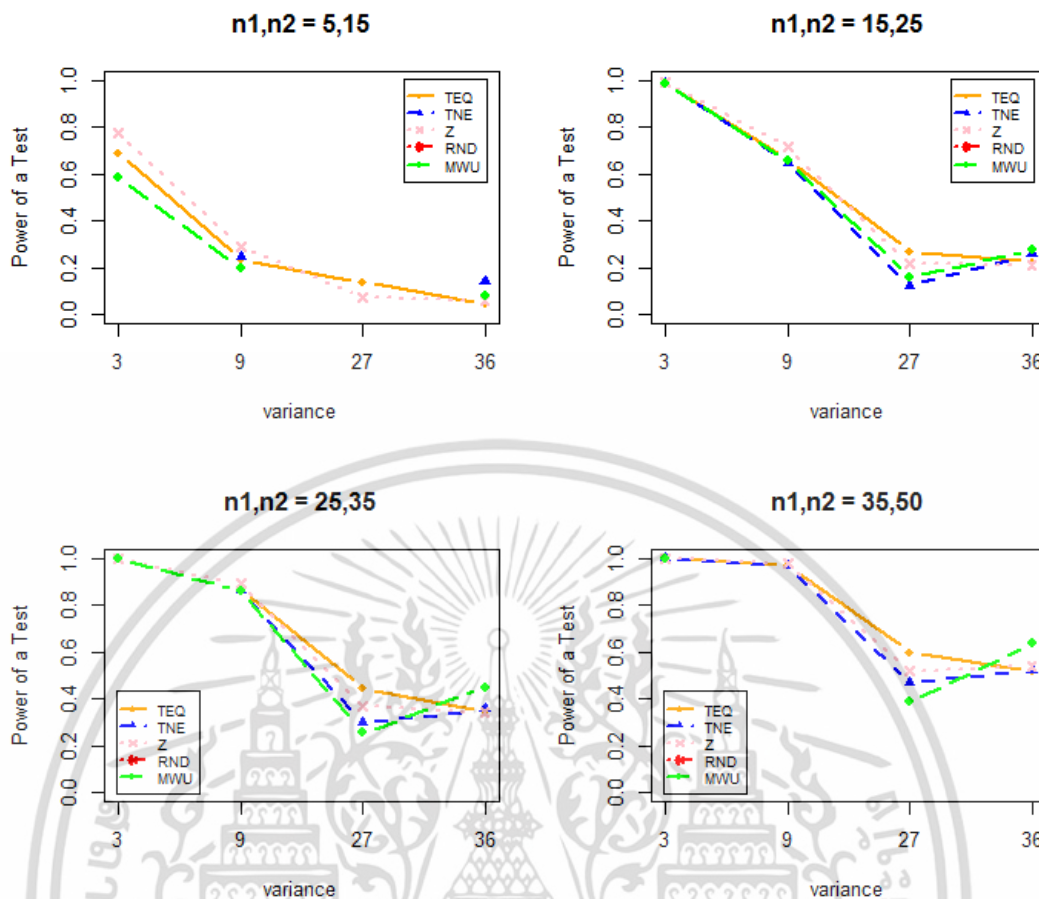 n1,n2 = 5,15
Power of a Test
1.0
0.8
0.6
0.4
0.2
0.0
TEQ
TNE
Z
RND
MWU
3 9 27 36
variance
n1,n2 = 15,25
Power of a Test
1.0
0.8
0.6
0.4
0.2
0.0
TEQ
TNE
Z
RND
MWU
3 9 27 36
variance
n1,n2 = 25,35
Power of a Test
1.0
0.8
0.6
0.4
0.2
0.0
TEQ
TNE
Z
RND
MWU
3 9 27 36
variance
n1,n2 = 35,50
Power of a Test
1.0
0.8
0.6
0.4
0.2
0.0
TEQ
TNE
Z
RND
MWU
3 9 27 36
variance